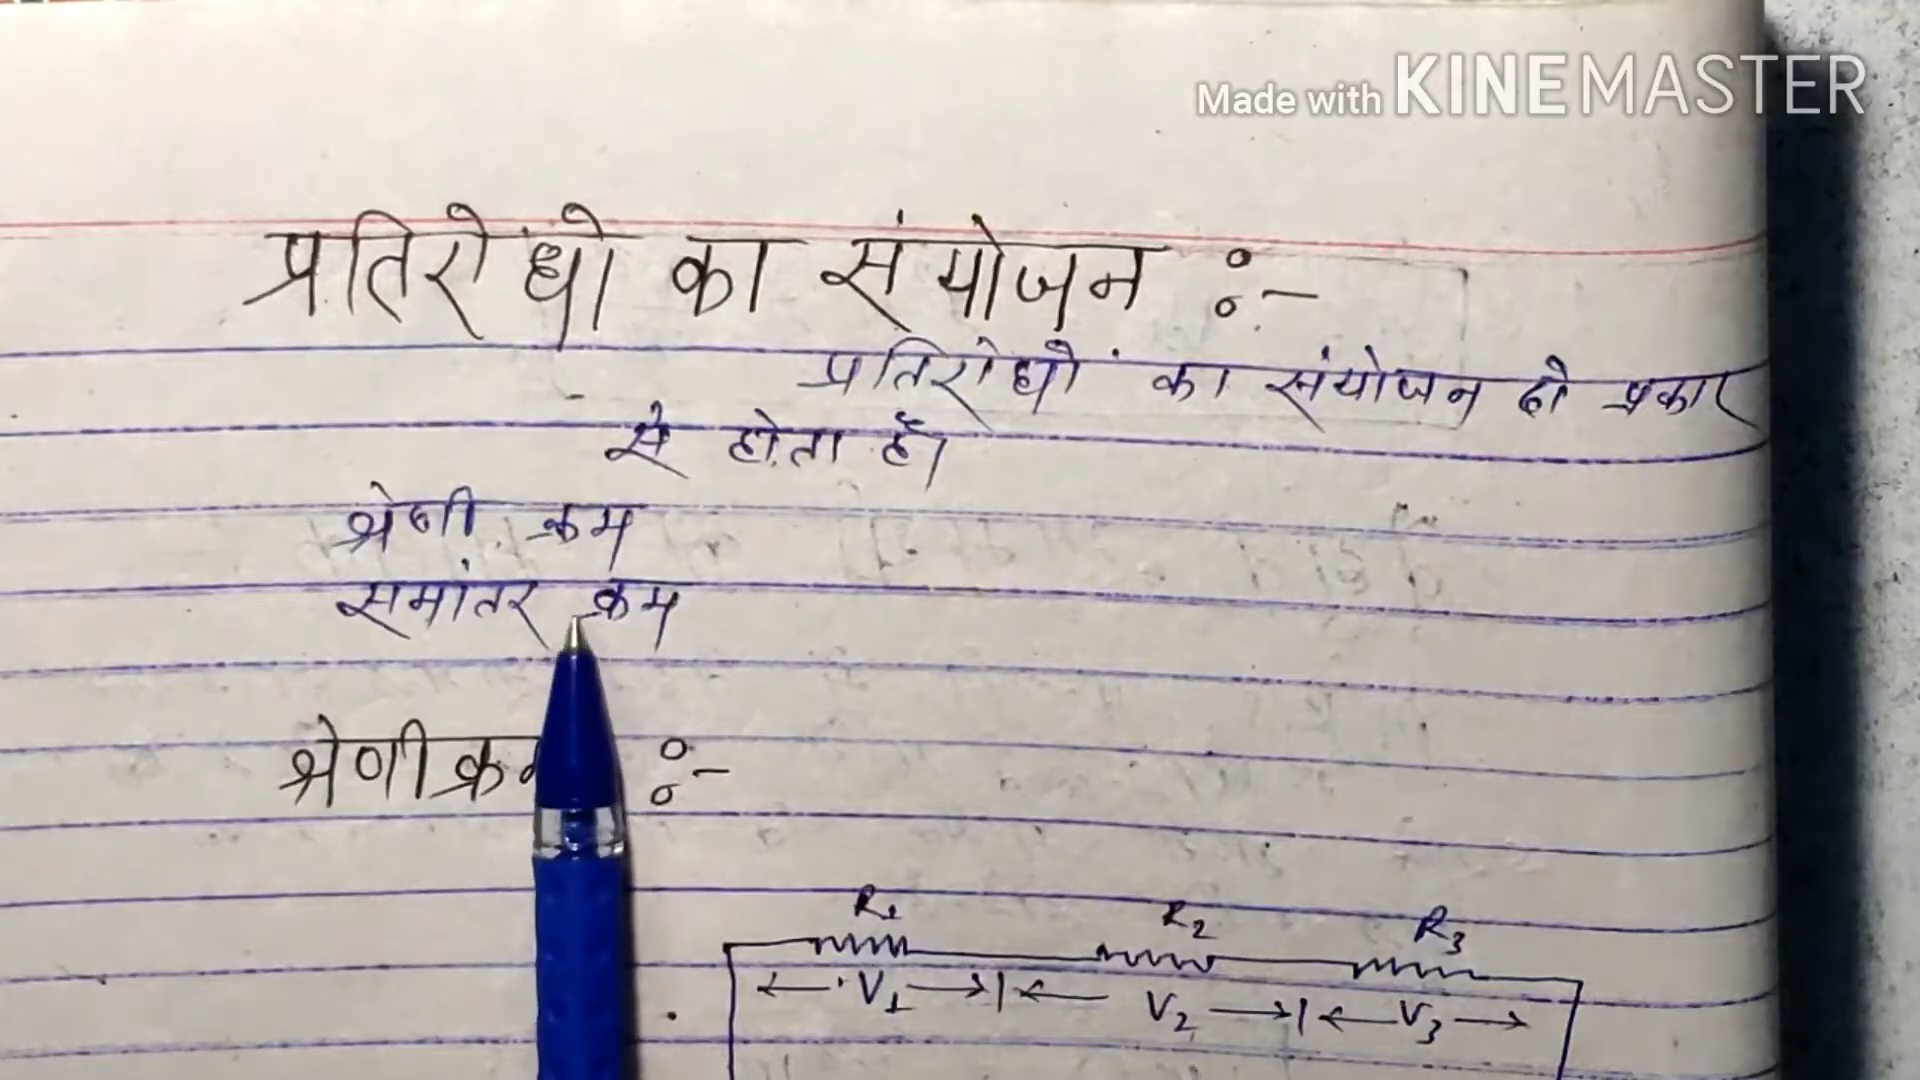 Made with KINEMASTER
प्रतिरोधो का संयोजन :-
प्रतिरोधों का संयोजन दो प्रकार
से होता है।
श्रेणी क्रम
समांतर क्रम
श्रेणीक्रम :-
R1 R2 R3
V1 V2 V3